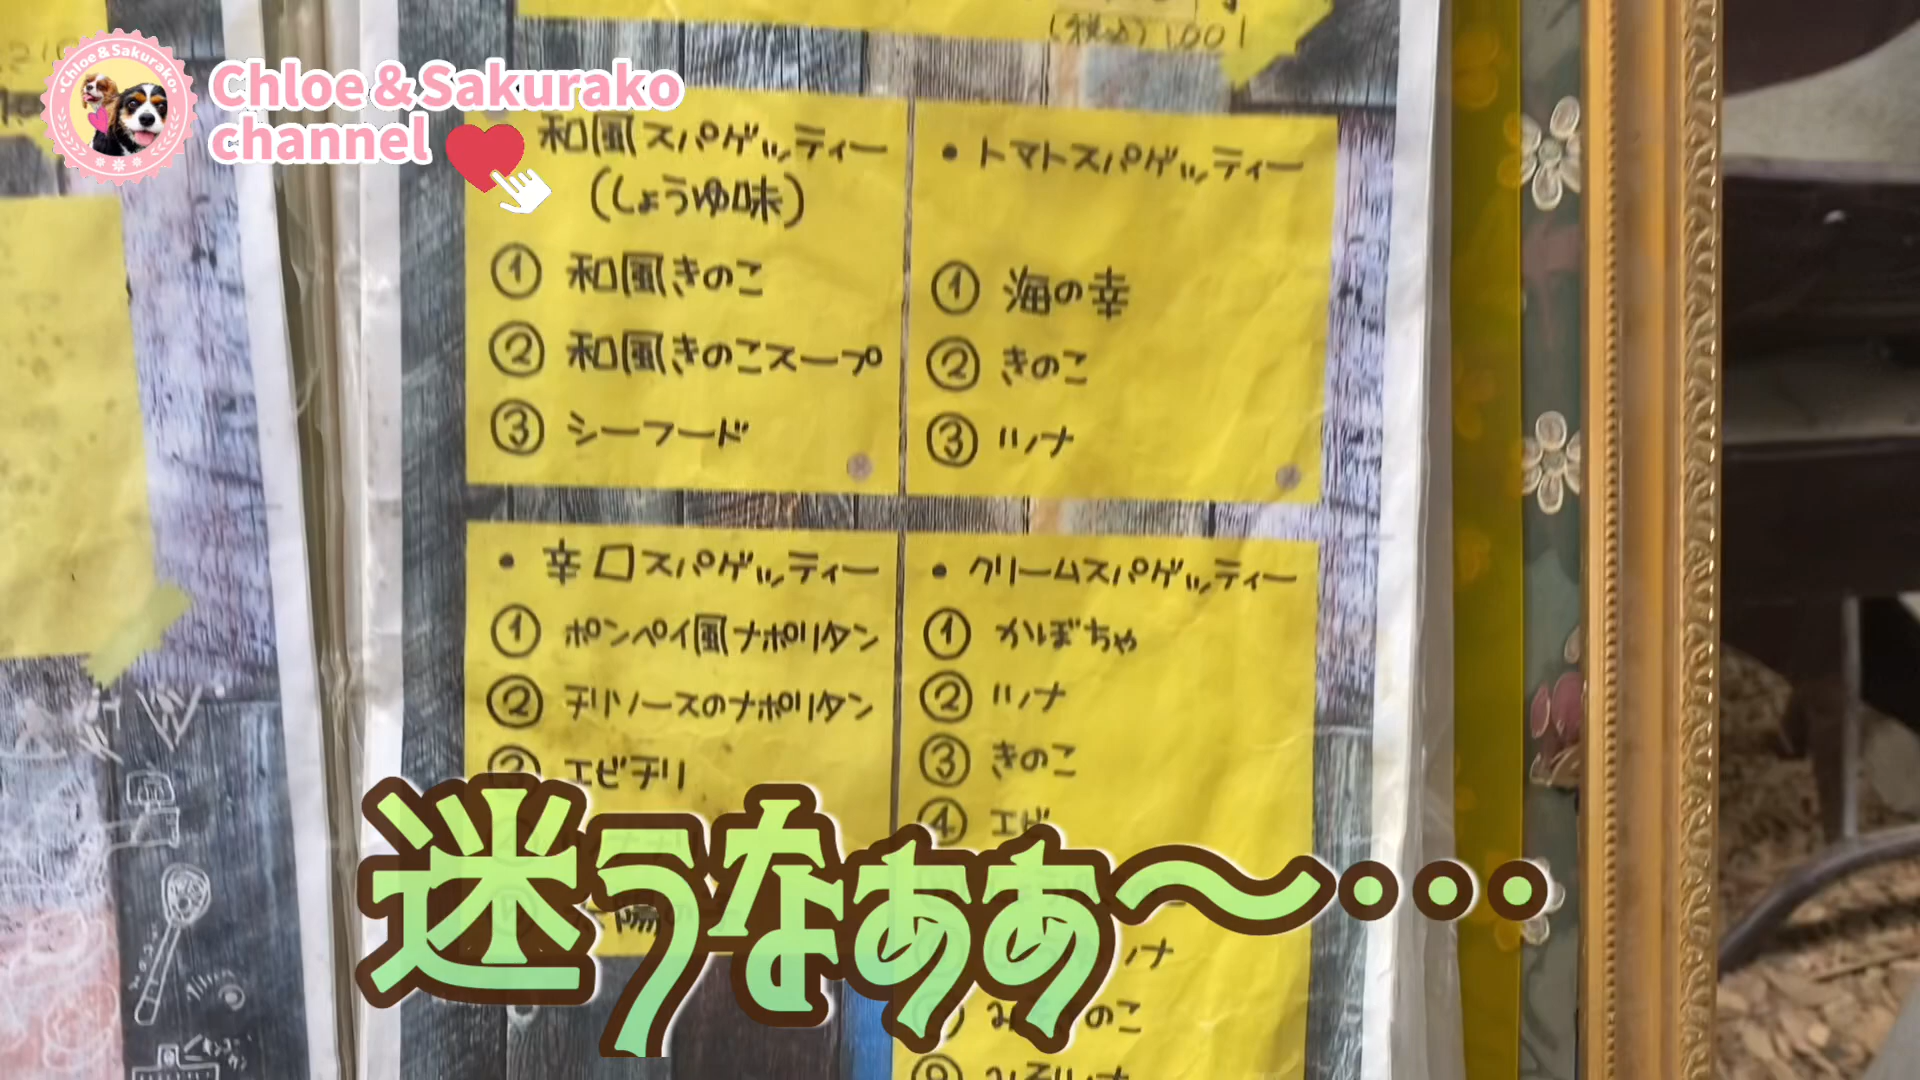 (税込)1001
Chloe&Sakurako
Chloe&Sakurako
channel
和風スパゲッティー
(しょうゆ味)
① 和風きのこ
② 和風きのこスープ
③ シーフード
• トマトスパゲッティー
① 海の幸
② きのこ
③ ツナ
• 辛口スパゲッティー
① ポンペイ風ナポリタン
② チリソースのナポリタン
③ エビチリ
• クリームスパゲッティー
① かぼちゃ
② ツナ
③ きのこ
④ エビ
迷うなぁぁ〜・・・